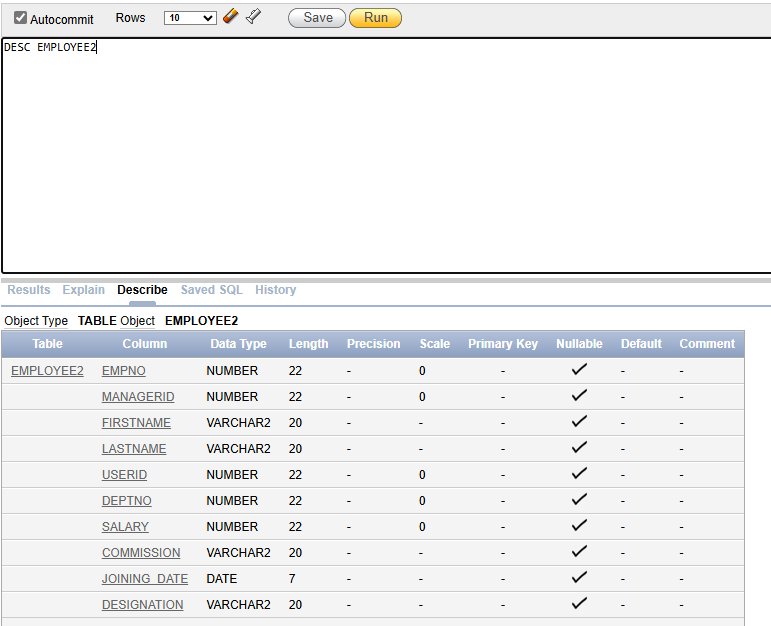 Autocommit Rows 10 Save Run
DESC EMPLOYEE2
Results Explain Describe Saved SQL History
Object Type TABLE Object EMPLOYEE2
Table Column Data Type Length Precision Scale Primary Key Nullable Default Comment
EMPLOYEE2 EMPNO NUMBER 22 - 0 - ✓ - -
MANAGERID NUMBER 22 - 0 - ✓ - -
FIRSTNAME VARCHAR2 20 - - - ✓ - -
LASTNAME VARCHAR2 20 - - - ✓ - -
USERID NUMBER 22 - 0 - ✓ - -
DEPTNO NUMBER 22 - 0 - ✓ - -
SALARY NUMBER 22 - 0 - ✓ - -
COMMISSION VARCHAR2 20 - - - ✓ - -
JOINING_DATE DATE 7 - - - ✓ - -
DESIGNATION VARCHAR2 20 - - - ✓ - -